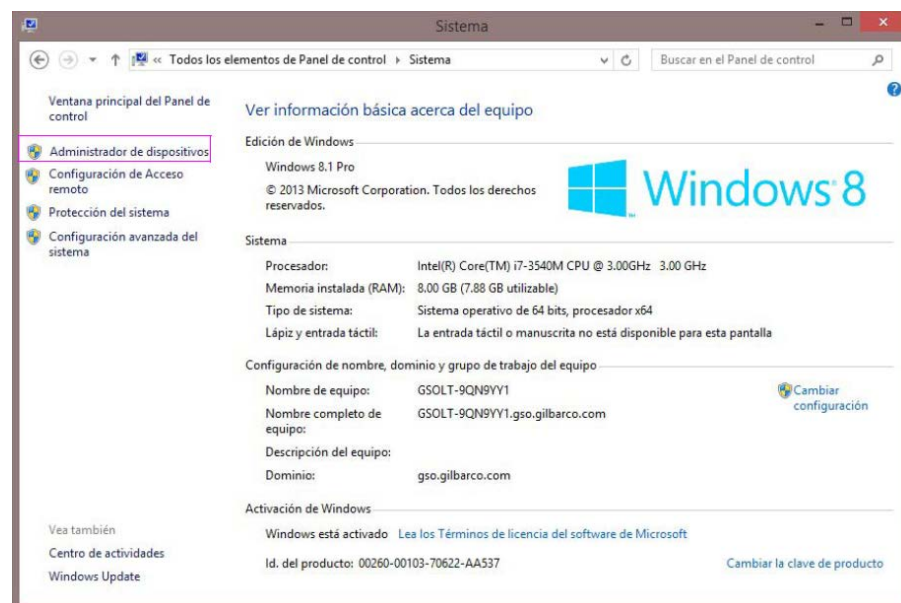 Sistema
« Todos los elementos de Panel de control ▸ Sistema
Buscar en el Panel de control
Ventana principal del Panel de
control
Administrador de dispositivos
Configuración de Acceso
remoto
Protección del sistema
Configuración avanzada del
sistema
Vea también
Centro de actividades
Windows Update
Ver información básica acerca del equipo
Edición de Windows
Windows 8.1 Pro
© 2013 Microsoft Corporation. Todos los derechos
reservados.
Windows 8
Sistema
Procesador: Intel(R) Core(TM) i7-3540M CPU @ 3.00GHz 3.00 GHz
Memoria instalada (RAM): 8.00 GB (7.88 GB utilizable)
Tipo de sistema: Sistema operativo de 64 bits, procesador x64
Lápiz y entrada táctil: La entrada táctil o manuscrita no está disponible para esta pantalla
Configuración de nombre, dominio y grupo de trabajo del equipo
Nombre de equipo: GSOLT-9QN9YY1
Cambiar
configuración
Nombre completo de
equipo: GSOLT-9QN9YY1.gso.gilbarco.com
Descripción del equipo:
Dominio: gso.gilbarco.com
Activación de Windows
Windows está activado Lea los Términos de licencia del software de Microsoft
Id. del producto: 00260-00103-70622-AA537 Cambiar la clave de producto